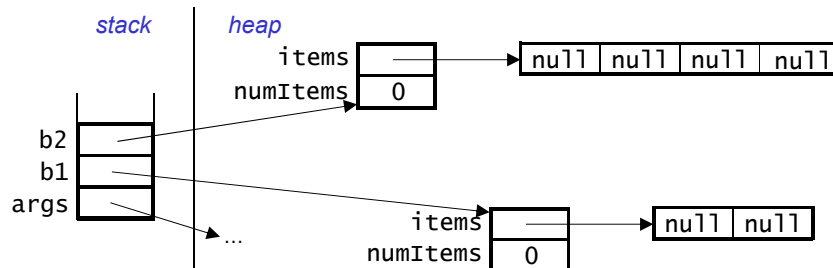 stack heap
items null null null null
numItems 0
b2
b1
args
items null null
... 
numItems 0